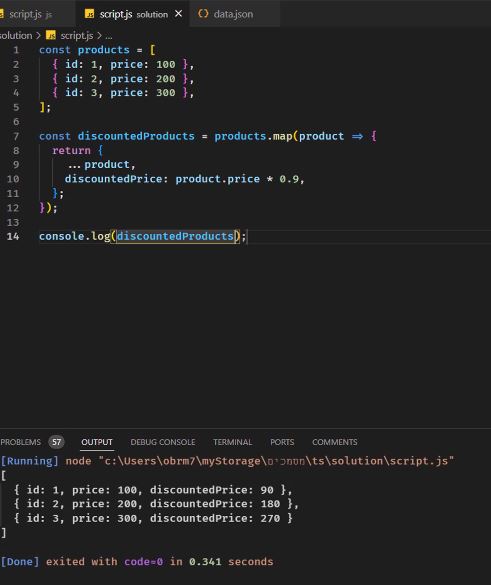 script.js js
script.js solution
data.json
solution > script.js > ...
1 const products = [
2 { id: 1, price: 100 },
3 { id: 2, price: 200 },
4 { id: 3, price: 300 },
5 ];
6
7 const discountedProducts = products.map(product => {
8 return {
9 ...product,
10 discountedPrice: product.price * 0.9,
11 };
12 });
13
14 console.log(discountedProducts);
PROBLEMS 57 OUTPUT DEBUG CONSOLE TERMINAL PORTS COMMENTS
[Running] node "c:\Users\obrm7\myStorage\מסמכים\ts\solution\script.js"
[
{ id: 1, price: 100, discountedPrice: 90 },
{ id: 2, price: 200, discountedPrice: 180 },
{ id: 3, price: 300, discountedPrice: 270 }
]
[Done] exited with code=0 in 0.341 seconds